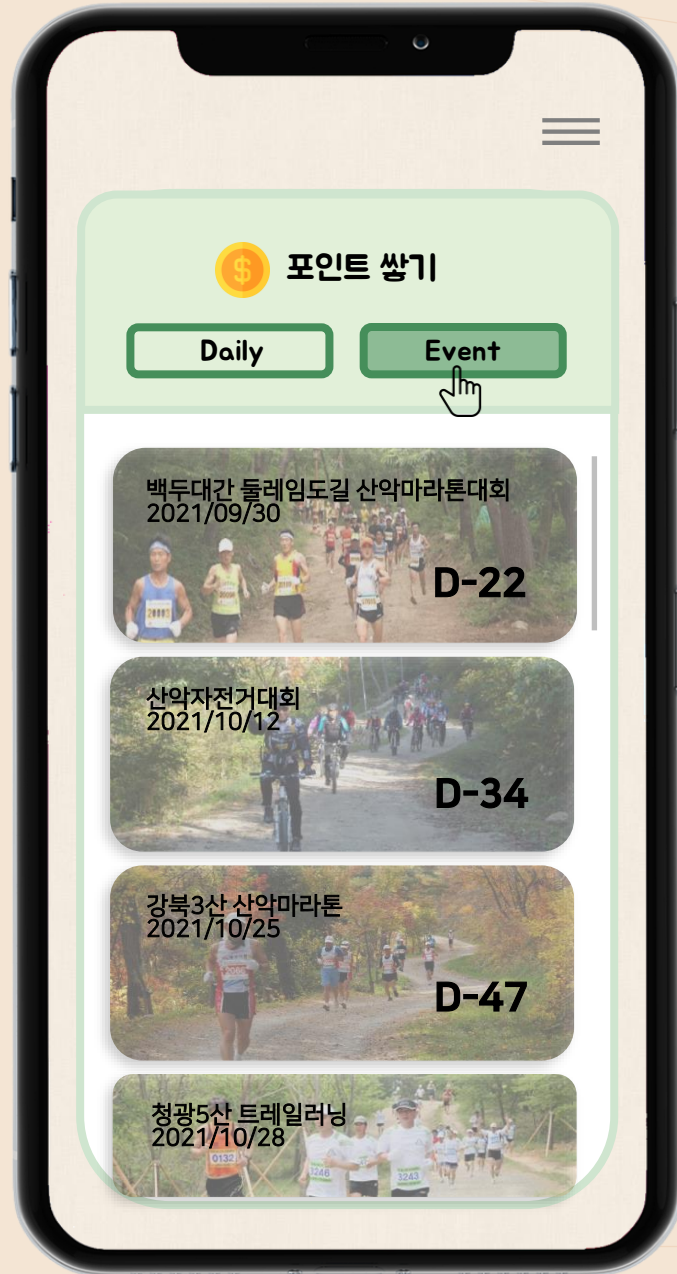 $
포인트 쌓기
Daily
Event
백두대간 둘레임도길 산악마라톤대회
2021/09/30
D-22
산악자전거대회
2021/10/12
D-34
강북3산 산악마라톤
2021/10/25
D-47
청광5산 트레일러닝
2021/10/28
0132
3246
3243